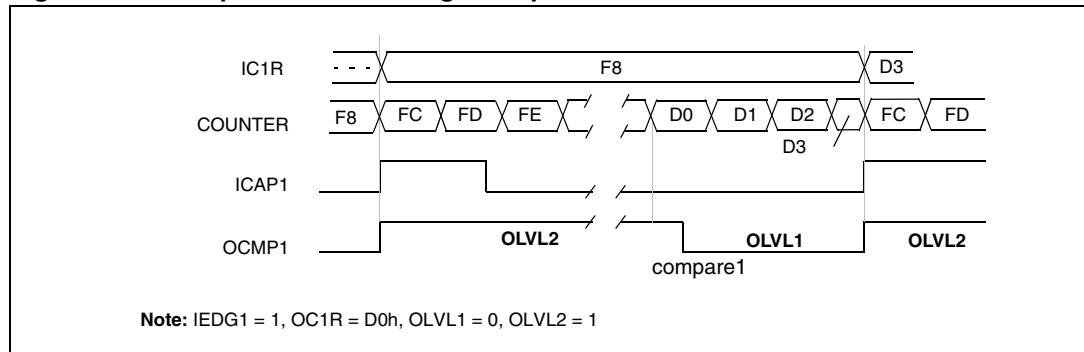 IC1R - - - F8 D3
COUNTER F8 FC FD FE D0 D1 D2 FC FD
D3
ICAP1
OCMP1 OLVL2 OLVL1 OLVL2
compare1
Note: IEDG1 = 1, OC1R = D0h, OLVL1 = 0, OLVL2 = 1